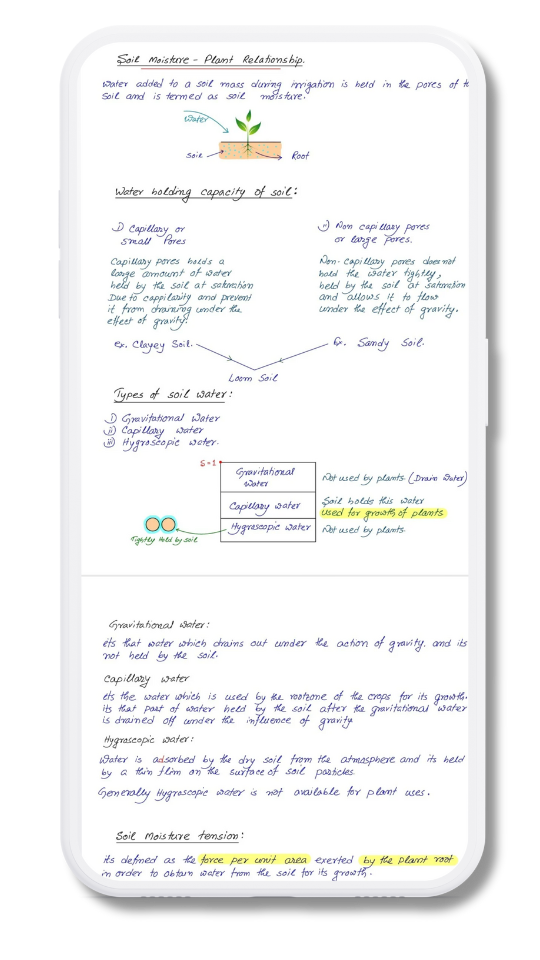 Soil Moisture - Plant Relationship.
Water added to a soil mass during irrigation is held in the pores of
soil and is termed as soil moisture.
Water
Soil
Root
Water holding capacity of soil:
i) Capillary or
small Pores
Capillary pores holds a
large amount of water
held by the soil at saturation
Due to cappilarity and prevent
it from draining under the
effect of gravity.
ii) Non capillary pores
or large pores.
Non-capillary pores does not
hold the water tightly,
held by the soil at saturation
and allows it to flow
under the effect of gravity.
ex. Clayey Soil.
Ex. Sandy Soil.
Loom Soil
Types of soil water:
i) Gravitational Water
ii) Capillary water
iii) Hygroscopic water.
S=1
Gravitational
Water
Not used by plants (Drain Water)
Capillary water
Soil holds this water
used for growth of plants
Hygroscopic water
Not used by plants
Tightly Held by soil
Gravitational water:
its that water which drains out under the action of gravity. and its
not held by the soil.
Capillary water
its the water which is used by the rootzone of the crops for its growth.
its that part of water held by the soil after the gravitational water
is drained off under the influence of gravity
Hygroscopic water:
Water is adsorbed by the dry soil from the atmosphere and its held
by a thin flim on the surface of soil particles
Generally Hygroscopic water is not available for plant uses.
Soil Moisture tension:
its defined as the force per unit area exerted by the plant root
in order to obtain water from the soil for its growth.